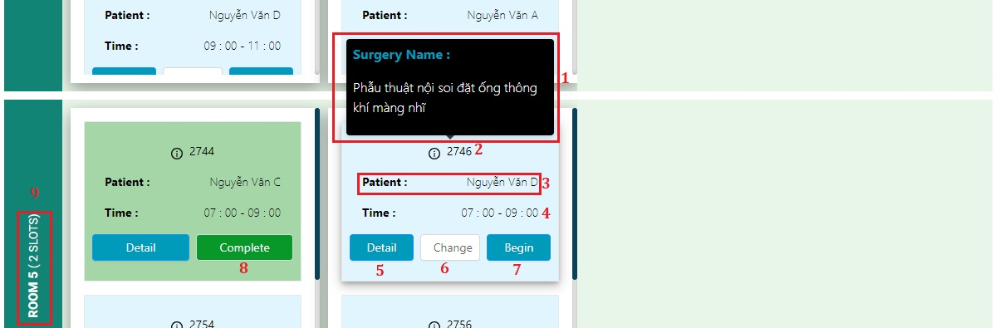 Patient : Nguyễn Văn D
Time : 09 : 00 - 11 : 00
Patient : Nguyễn Văn A
Surgery Name :
Phẫu thuật nội soi đặt ống thông
khí màng nhĩ
1
9
ROOM 5 ( 2 SLOTS)
2744
Patient : Nguyễn Văn C
Time : 07 : 00 - 09 : 00
Detail Complete
8
2746 2
Patient : Nguyễn Văn D 3
Time : 07 : 00 - 09 : 00 4
Detail Change Begin
5 6 7
2754
2756